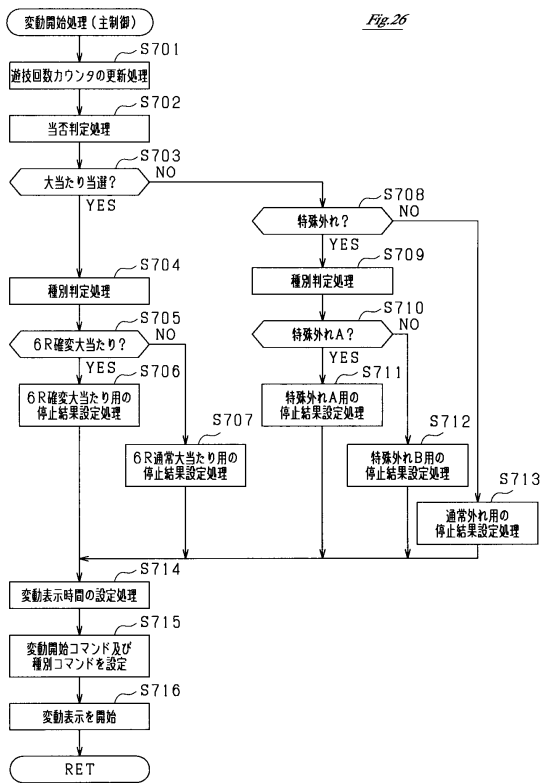 Fig.26
変動開始処理(主制御)
S701
遊技回数カウンタの更新処理
S702
当否判定処理
S703
大当たり当選?
NO
YES
S708
特殊外れ?
NO
YES
S704
種別判定処理
S709
種別判定処理
S705
6R確変大当たり?
NO
YES
S710
特殊外れA?
NO
YES
S706
6R確変大当たり用の
停止結果設定処理
S711
特殊外れA用の
停止結果設定処理
S707
6R通常大当たり用の
停止結果設定処理
S712
特殊外れB用の
停止結果設定処理
S713
通常外れ用の
停止結果設定処理
S714
変動表示時間の設定処理
S715
変動開始コマンド及び
種別コマンドを設定
S716
変動表示を開始
RET